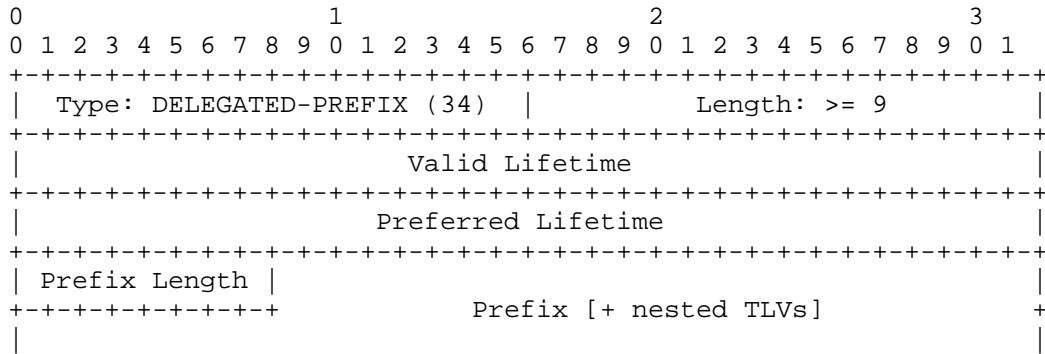 0                   1                   2                   3
0 1 2 3 4 5 6 7 8 9 0 1 2 3 4 5 6 7 8 9 0 1 2 3 4 5 6 7 8 9 0 1
+-+-+-+-+-+-+-+-+-+-+-+-+-+-+-+-+-+-+-+-+-+-+-+-+-+-+-+-+-+-+-+-+
|  Type: DELEGATED-PREFIX (34)  |          Length: >= 9         |
+-+-+-+-+-+-+-+-+-+-+-+-+-+-+-+-+-+-+-+-+-+-+-+-+-+-+-+-+-+-+-+-+
|                        Valid Lifetime                         |
+-+-+-+-+-+-+-+-+-+-+-+-+-+-+-+-+-+-+-+-+-+-+-+-+-+-+-+-+-+-+-+-+
|                      Preferred Lifetime                       |
+-+-+-+-+-+-+-+-+-+-+-+-+-+-+-+-+-+-+-+-+-+-+-+-+-+-+-+-+-+-+-+-+
| Prefix Length |                                               |
+-+-+-+-+-+-+-+-+            Prefix [+ nested TLVs]             +
|                                                               |